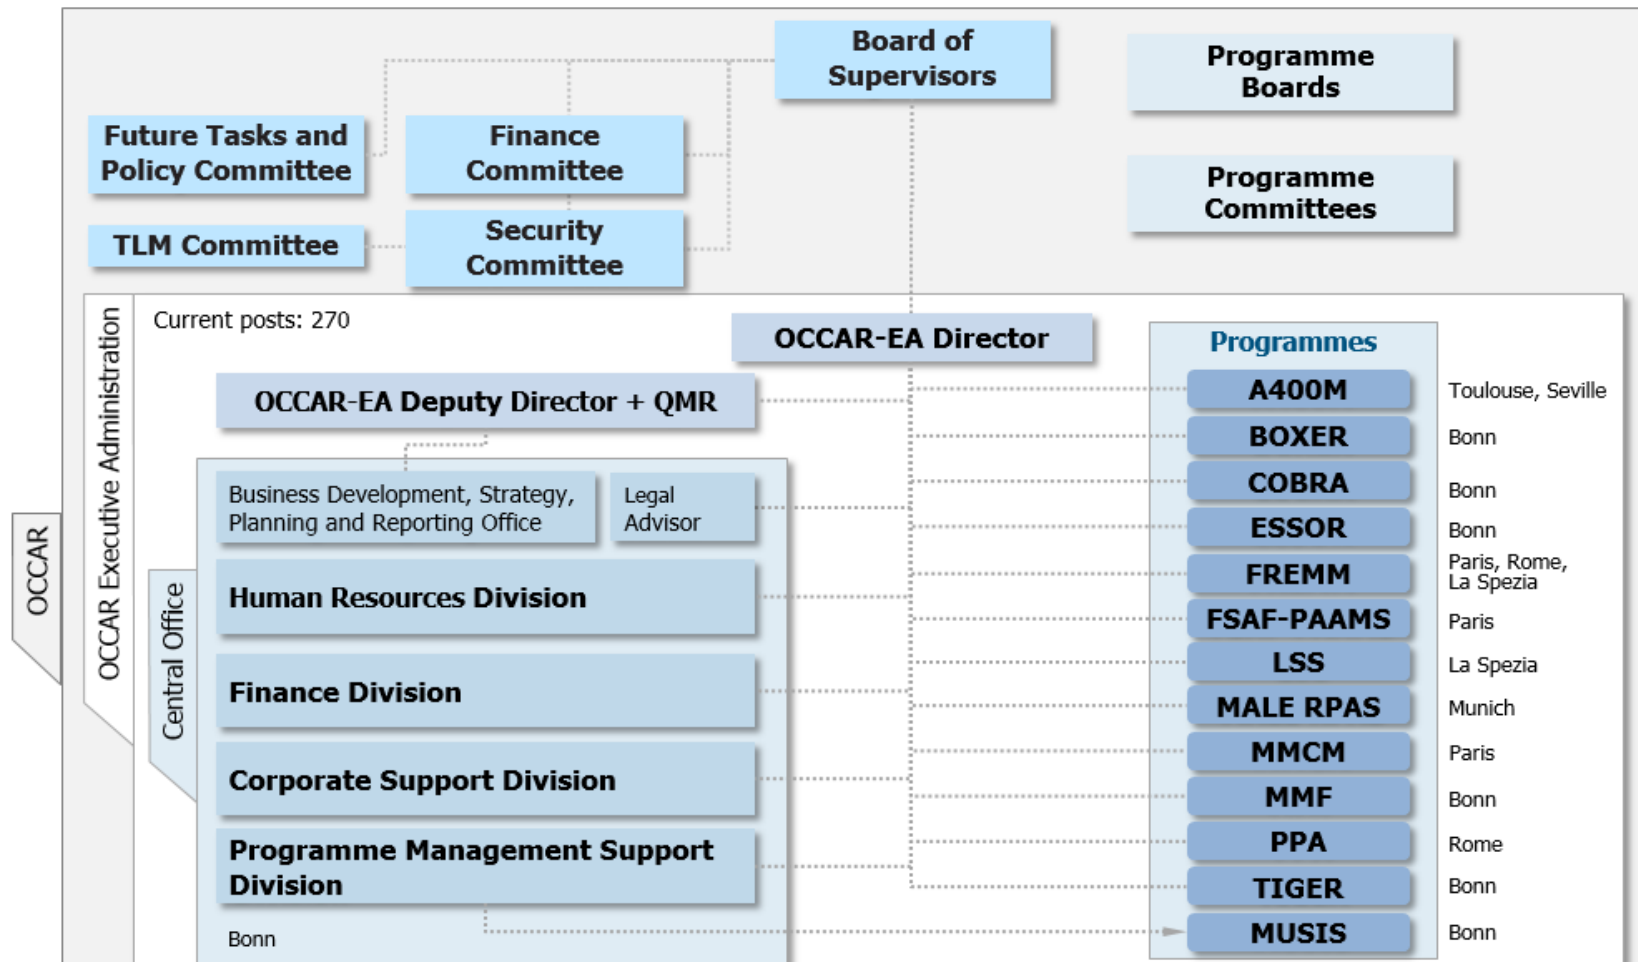 Board of
Supervisors
Programme
Boards
Future Tasks and
Policy Committee
Finance
Committee
Programme
Committees
TLM Committee
Security
Committee
OCCAR
OCCAR Executive Administration
Current posts: 270
OCCAR-EA Director
OCCAR-EA Deputy Director + QMR
Central Office
Business Development, Strategy,
Planning and Reporting Office
Legal
Advisor
Human Resources Division
Finance Division
Corporate Support Division
Programme Management Support
Division
Bonn
Programmes
A400M
Toulouse, Seville
BOXER
Bonn
COBRA
Bonn
ESSOR
Bonn
FREMM
Paris, Rome,
La Spezia
FSAF-PAAMS
Paris
LSS
La Spezia
MALE RPAS
Munich
MMCM
Paris
MMF
Bonn
PPA
Rome
TIGER
Bonn
MUSIS
Bonn